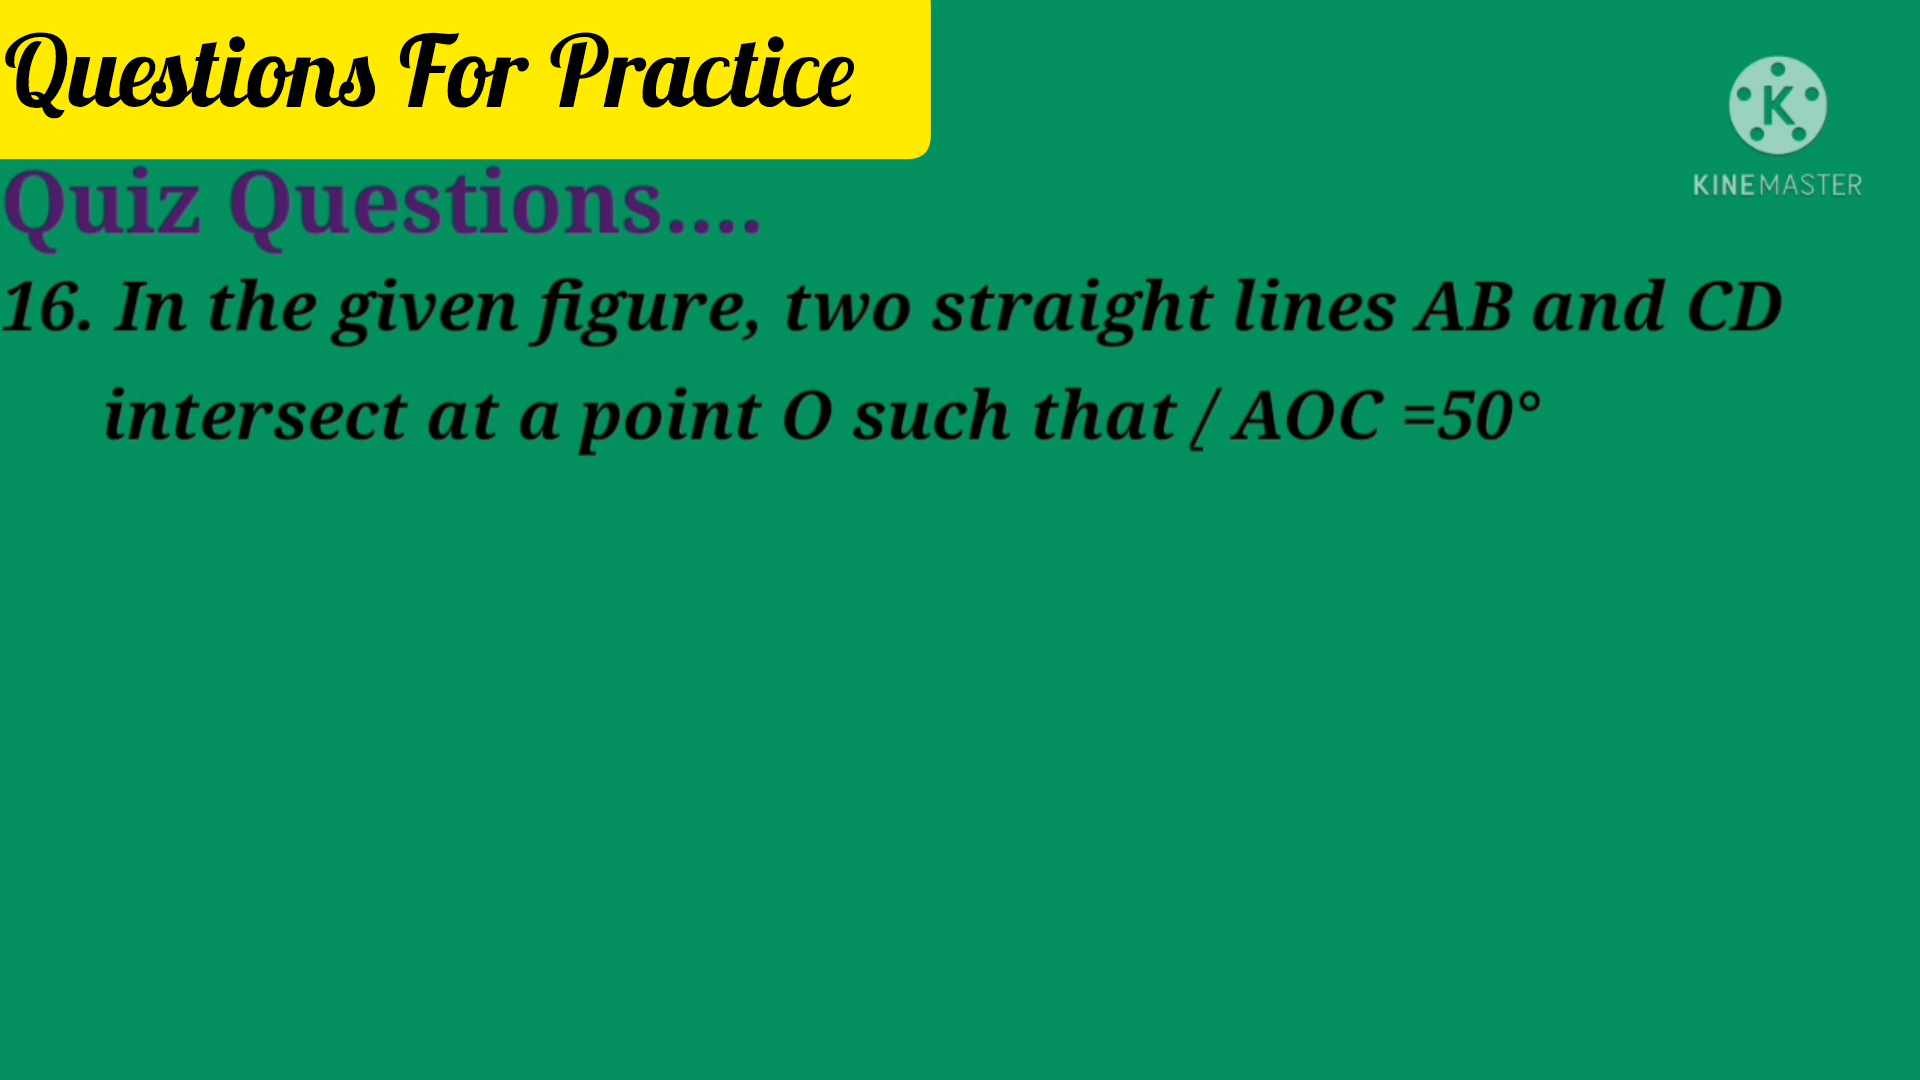 Questions For Practice
K
KINEMASTER
Quiz Questions....
16. In the given figure, two straight lines AB and CD
intersect at a point O such that / AOC =50°